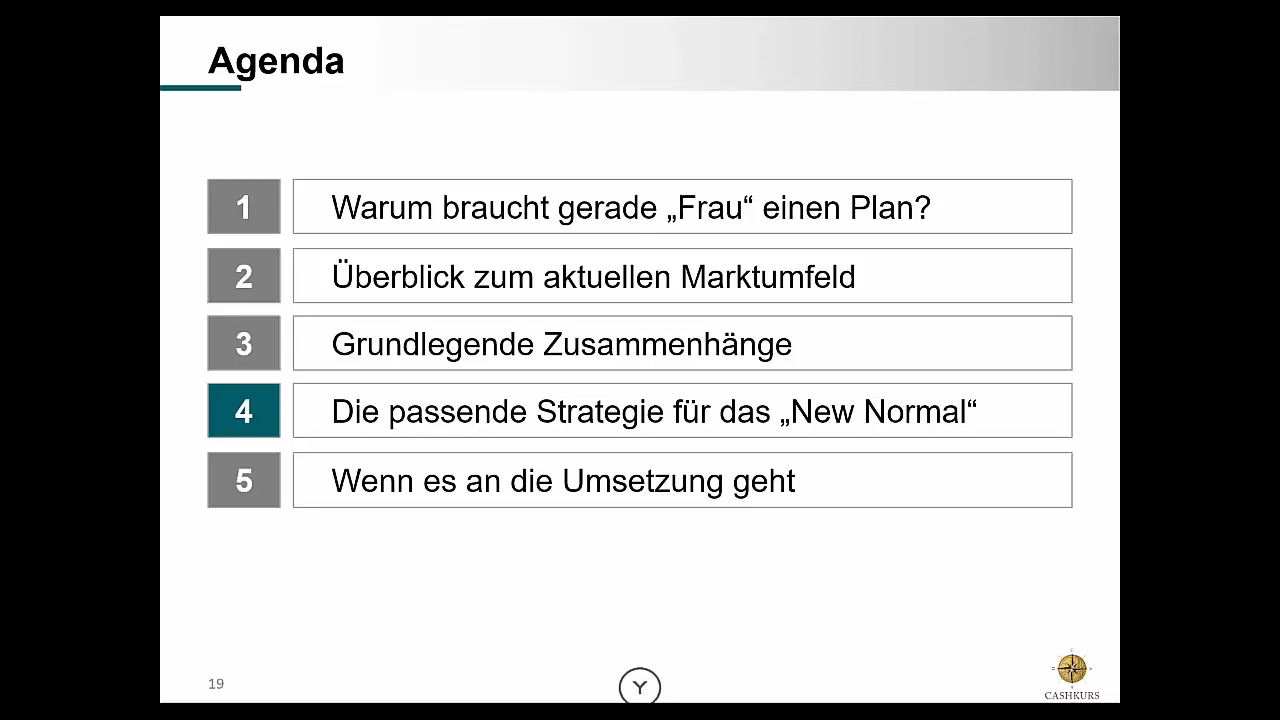 Agenda
1 Warum braucht gerade „Frau“ einen Plan?
2 Überblick zum aktuellen Marktumfeld
3 Grundlegende Zusammenhänge
4 Die passende Strategie für das „New Normal“
5 Wenn es an die Umsetzung geht
19
Y
CASHKURS